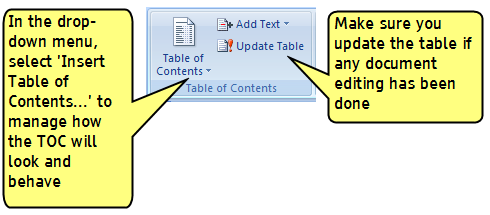 In the drop-
down menu,
select 'Insert
Table of
Contents...' to
manage how
the TOC will
look and
behave
Table of
Contents
Add Text
Update Table
Table of Contents
Make sure you
update the table if
any document
editing has been
done